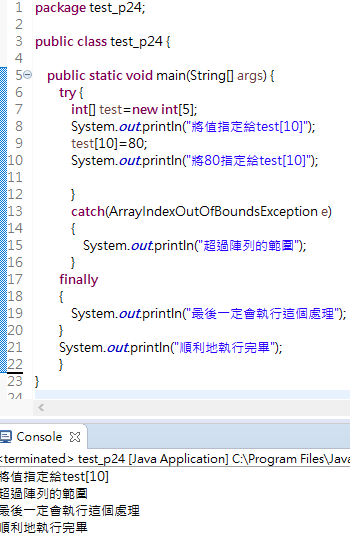 1 package test_p24;
2
3 public class test_p24 {
4
5 public static void main(String[] args) {
6 try {
7 int[] test=new int[5];
8 System.out.println("將值指定給test[10]");
9 test[10]=80;
10 System.out.println("將80指定給test[10]");
11
12 }
13 catch(ArrayIndexOutOfBoundsException e)
14 {
15 System.out.println("超過陣列的範圍");
16 }
17 finally
18 {
19 System.out.println("最後一定會執行這個處理");
20 }
21 System.out.println("順利地執行完畢");
22 }
23 }
24
Console
<terminated> test_p24 [Java Application] C:\Program Files\Java
將值指定給test[10]
超過陣列的範圍
最後一定會執行這個處理
順利地執行完畢